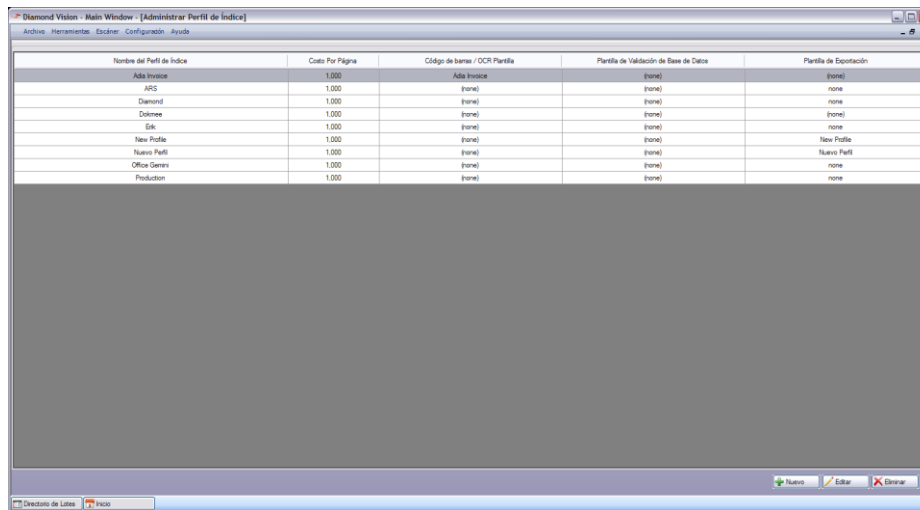 Diamond Vision - Main Window - [Administrar Perfil de Índice]
Archivo Herramientas Escáner Configuración Ayuda
Nombre del Perfil de Índice Costo Por Página Código de barras / OCR Plantilla Plantilla de Validación de Base de Datos Plantilla de Exportación
Adia Invoice 1,000 Adia Invoice (none) (none)
ARS 1,000 (none) (none) none
Diamond 1,000 (none) (none) none
Dokmee 1,000 (none) (none) (none)
Erik 1,000 (none) (none) none
New Profile 1,000 (none) (none) New Profile
Nuevo Perfil 1,000 (none) (none) Nuevo Perfil
Office Gemini 1,000 (none) (none) none
Production 1,000 (none) (none) none
Nuevo Editar Eliminar
Directorio de Lotes Inicio